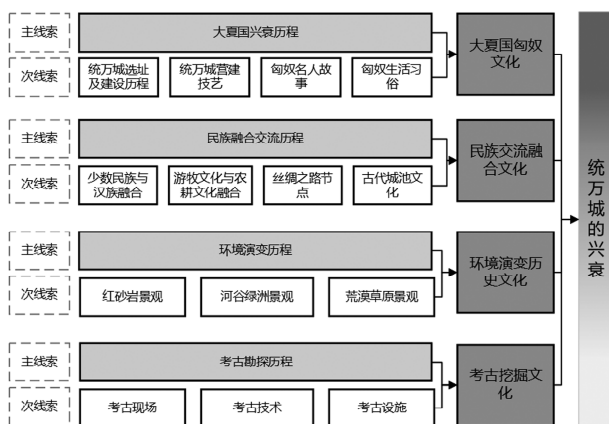 主线索
大夏国兴衰历程
大夏国匈奴
文化
次线索
统万城选址
及建设历程
统万城营建
技艺
匈奴名人故
事
匈奴生活习
俗
主线索
民族融合交流历程
民族交流融
合文化
次线索
少数民族与
汉族融合
游牧文化与农
耕文化融合
丝绸之路节
点
古代城池文
化
主线索
环境演变历程
环境演变历
史文化
次线索
红砂岩景观
河谷绿洲景观
荒漠草原景观
主线索
考古勘探历程
考古挖掘文
化
次线索
考古现场
考古技术
考古设施
统万城的兴衰